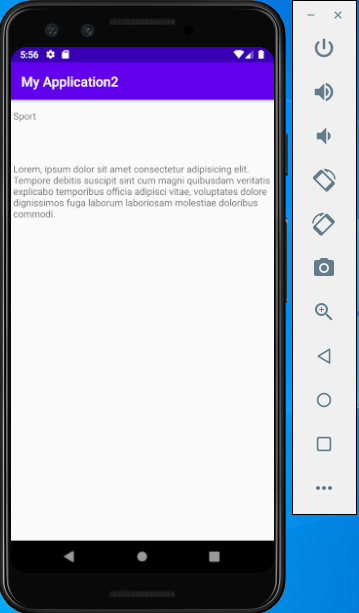 5:56
My Application2
Sport
Lorem, ipsum dolor sit amet consectetur adipisicing elit.
Tempore debitis suscipit sint cum magni quibusdam veritatis
explicabo temporibus officia adipisci vitae, voluptates dolore
dignissimos fuga laborum laboriosam molestiae doloribus
commodi.